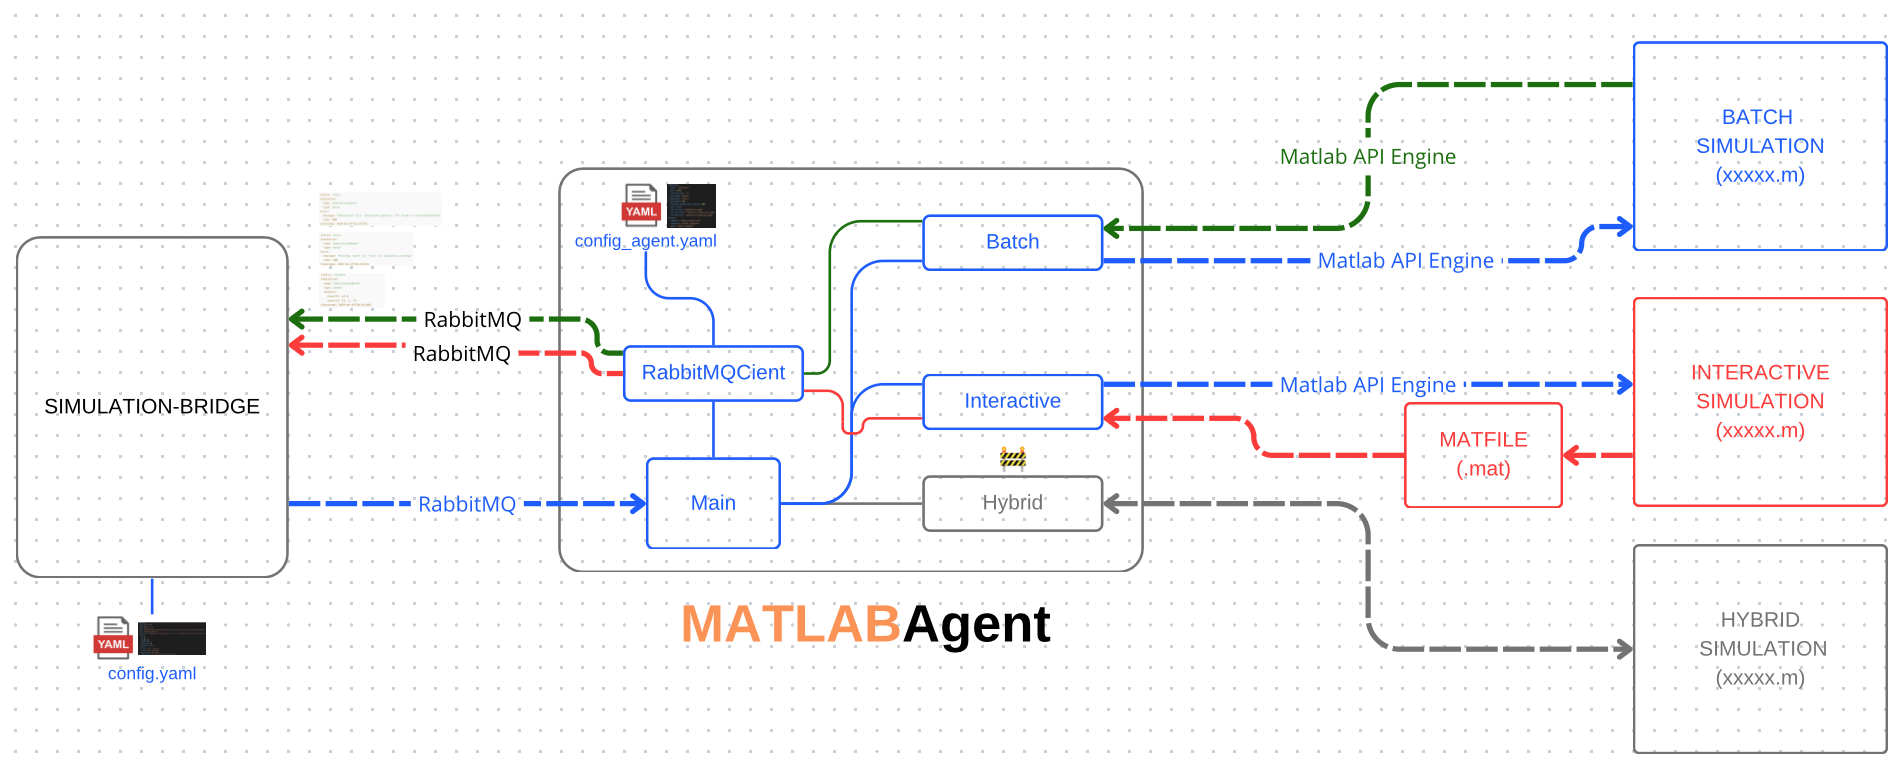 BATCH
SIMULATION
(xxxxx.m)
Matlab API Engine
YAML
config_agent.yaml
Batch
Matlab API Engine
RabbitMQ
RabbitMQ
RabbitMQCient
Interactive
Matlab API Engine
INTERACTIVE
SIMULATION
(xxxxx.m)
MATFILE
(.mat)
SIMULATION-BRIDGE
RabbitMQ
Main
Hybrid
MATLABAgent
HYBRID
SIMULATION
(xxxxx.m)
YAML
config.yaml